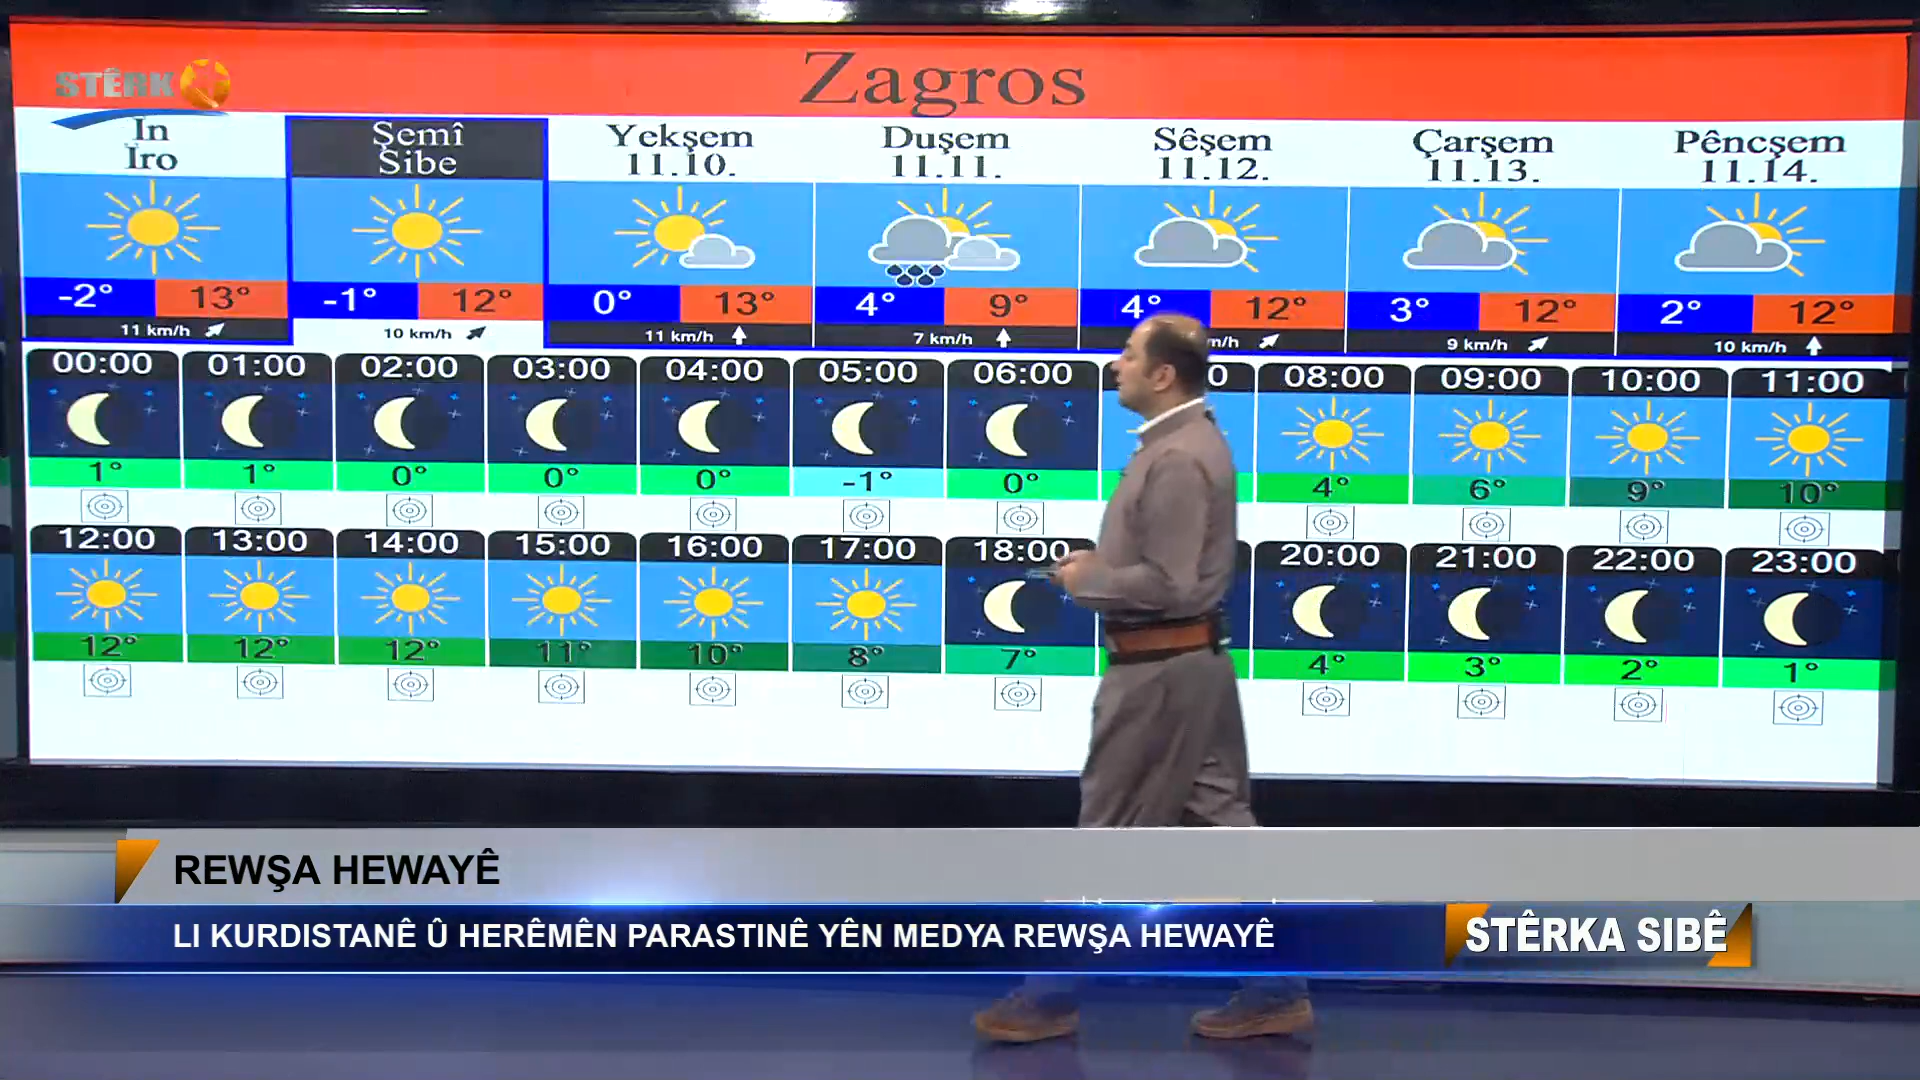 STÊRK
Zagros
În
Îro
Şemî
Sibe
Yekşem
11.10.
Duşem
11.11.
Sêşem
11.12.
Çarşem
11.13.
Pêncşem
11.14.
-2° 13° -1° 12° 0° 13° 4° 9° 4° 12° 3° 12° 2° 12°
11 km/h 10 km/h 11 km/h 7 km/h 9 km/h 10 km/h
00:00 01:00 02:00 03:00 04:00 05:00 06:00 08:00 09:00 10:00 11:00
1° 1° 0° 0° 0° -1° 0° 4° 6° 9° 10°
12:00 13:00 14:00 15:00 16:00 17:00 18:00 20:00 21:00 22:00 23:00
12° 12° 12° 11° 10° 8° 7° 4° 3° 2° 1°
REWŞA HEWAYÊ
LI KURDISTANÊ Û HERÊMÊN PARASTINÊ YÊN MEDYA REWŞA HEWAYÊ
STÊRKA SIBÊ